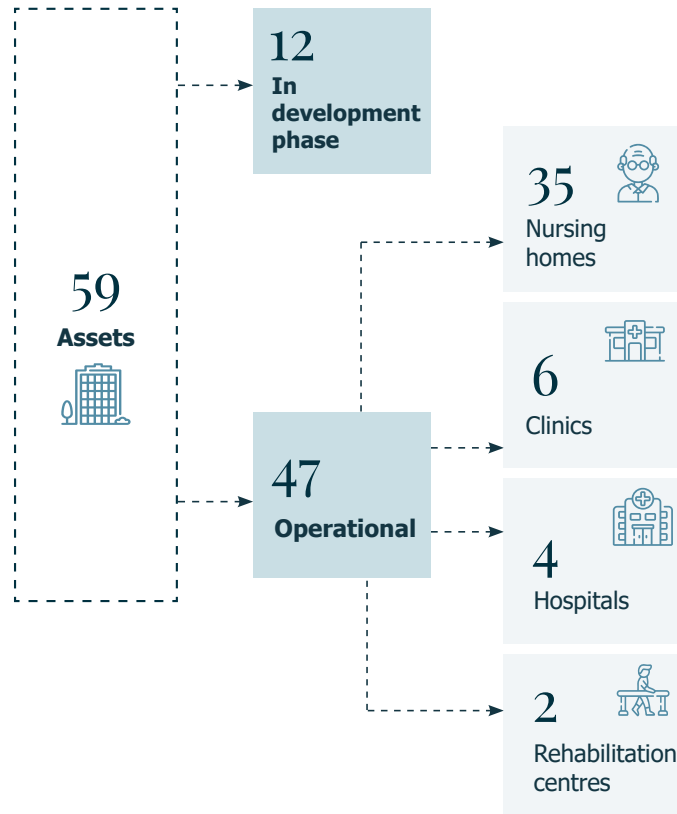 59
Assets
12
In
development
phase
47
Operational
35
Nursing
homes
6
Clinics
4
Hospitals
2
Rehabilitation
centres